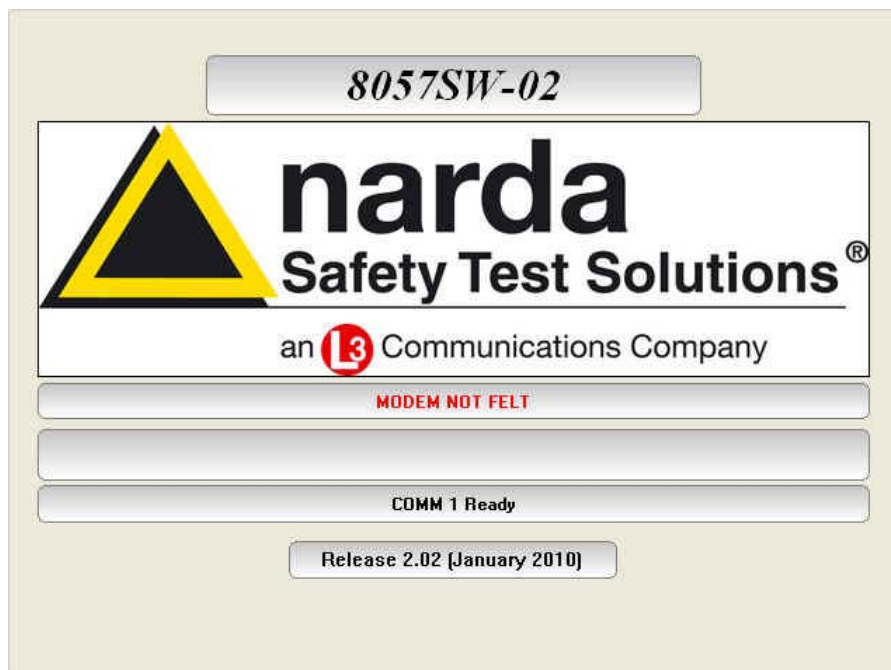 8057SW-02
narda
Safety Test Solutions®
an L3 Communications Company
MODEM NOT FELT
COMM 1 Ready
Release 2.02 (January 2010)